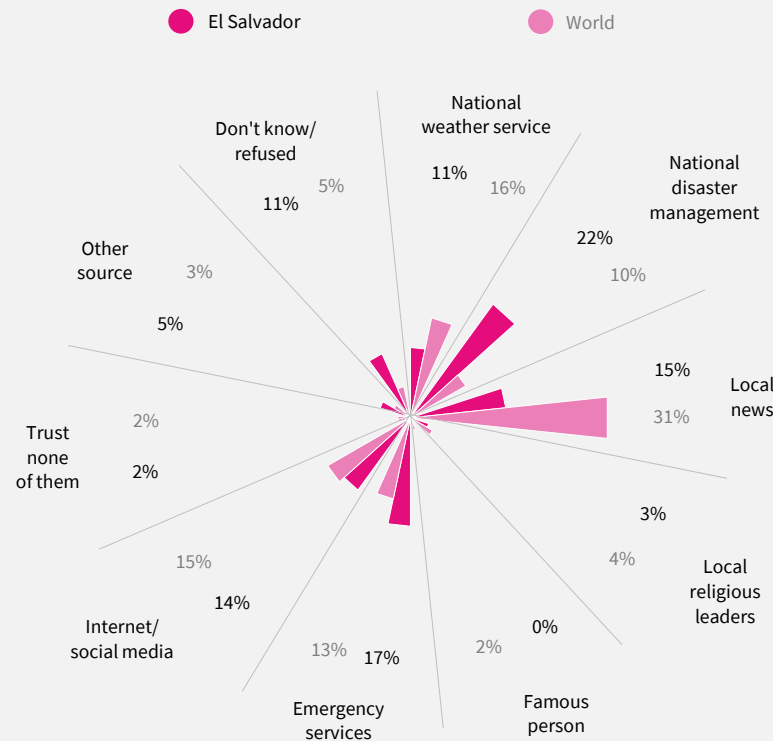 El Salvador
World
National
weather service
11%
16%
National
disaster
management
22%
10%
Local
news
15%
31%
Local
religious
leaders
3%
4%
Famous
person
0%
2%
Emergency
services
17%
13%
Internet/
social media
14%
15%
Trust
none
of them
2%
2%
Other
source
5%
3%
Don't know/
refused
11%
5%